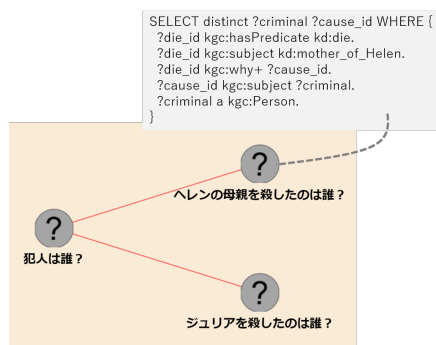 SELECT distinct ?criminal ?cause_id WHERE {
?die_id kgc:hasPredicate kd:die.
?die_id kgc:subject kd:mother_of_Helen.
?die_id kgc:why+ ?cause_id.
?cause_id kgc:subject ?criminal.
?criminal a kgc:Person.
}
?
ヘレンの母親を殺したのは誰？
?
犯人は誰？
?
ジュリアを殺したのは誰？